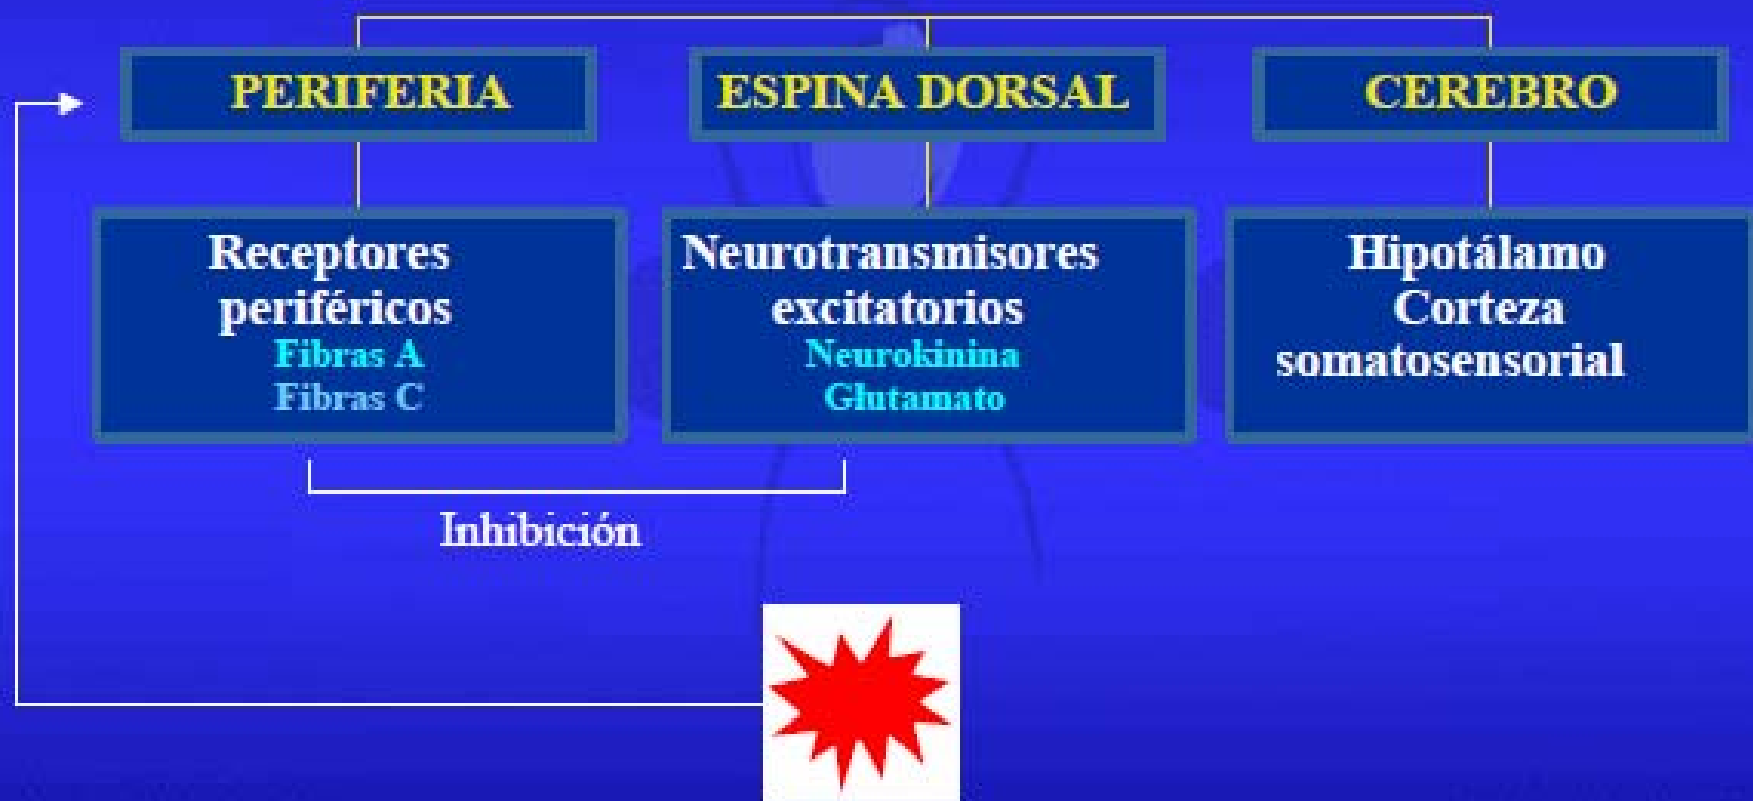 PERIFERIA
ESPINA DORSAL
CEREBRO
Receptores
periféricos
Fibras A
Fibras C
Neurotransmisores
excitatorios
Neurokinina
Glutamato
Hipotálamo
Corteza
somatosensorial
Inhibición